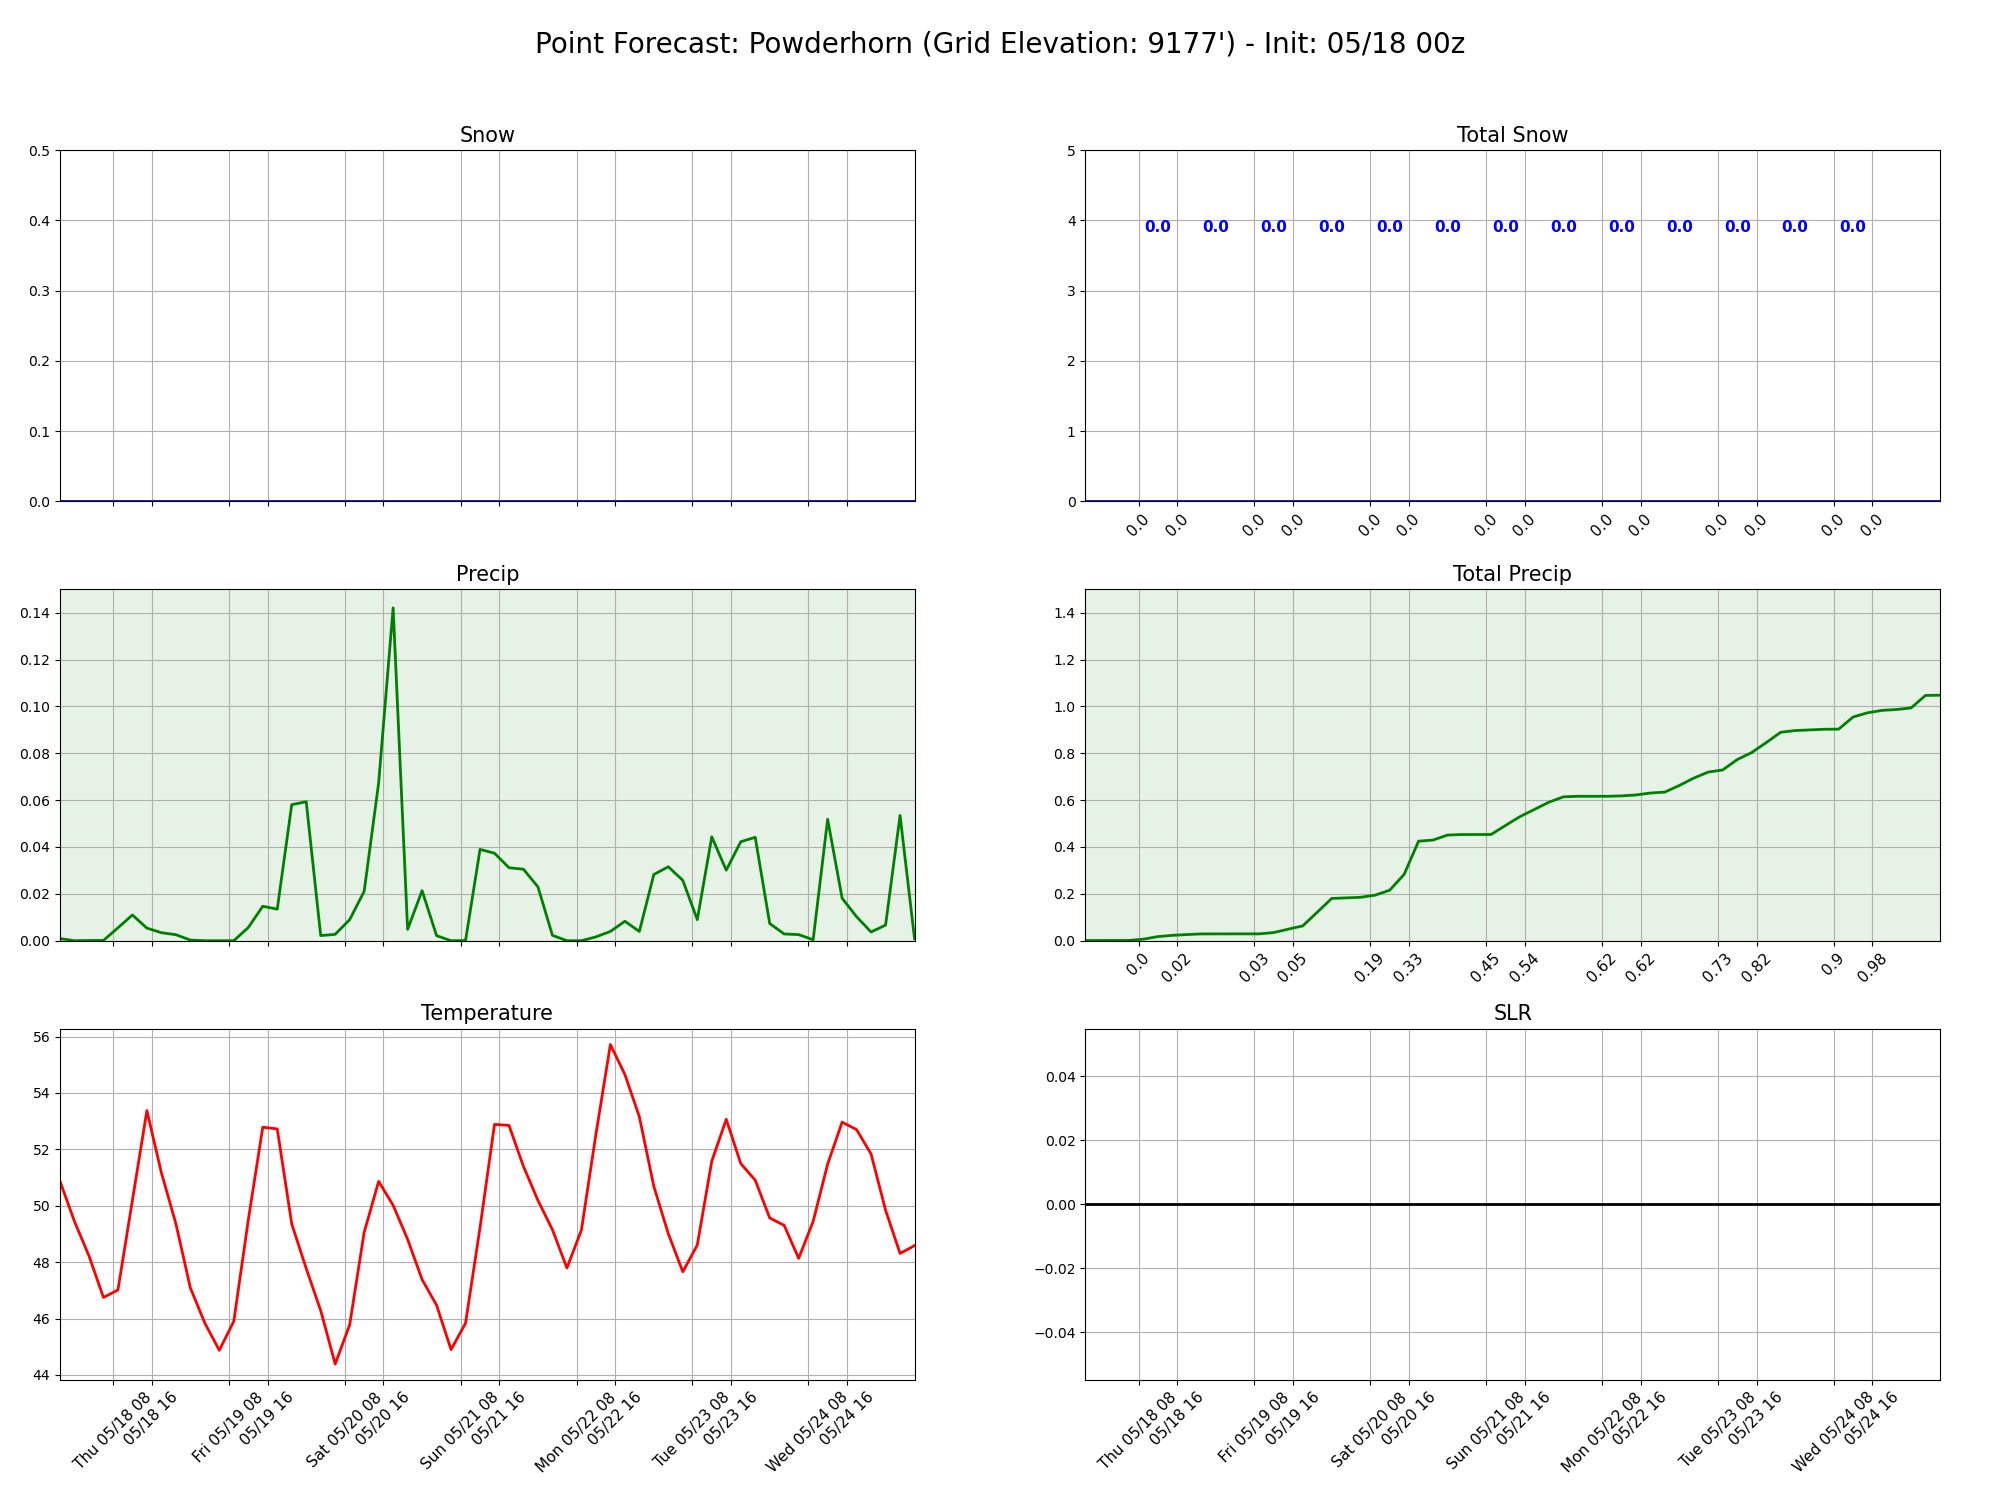 Point Forecast: Powderhorn (Grid Elevation: 9177') - Init: 05/18 00z
Snow
0.5
0.4
0.3
0.2
0.1
0.0
Total Snow
5
4
3
2
1
0
0.0 0.0 0.0 0.0 0.0 0.0 0.0 0.0 0.0 0.0 0.0 0.0 0.0
0.0 0.0 0.0 0.0 0.0 0.0 0.0 0.0 0.0 0.0 0.0 0.0 0.0 0.0
Precip
0.14
0.12
0.10
0.08
0.06
0.04
0.02
0.00
Total Precip
1.4
1.2
1.0
0.8
0.6
0.4
0.2
0.0
0.0 0.02 0.03 0.05 0.19 0.33 0.45 0.54 0.62 0.62 0.73 0.82 0.9 0.98
Temperature
56
54
52
50
48
46
44
Thu 05/18 08
05/18 16
Fri 05/19 08
05/19 16
Sat 05/20 08
05/20 16
Sun 05/21 08
05/21 16
Mon 05/22 08
05/22 16
Tue 05/23 08
05/23 16
Wed 05/24 08
05/24 16
SLR
0.04
0.02
0.00
−0.02
−0.04
Thu 05/18 08
05/18 16
Fri 05/19 08
05/19 16
Sat 05/20 08
05/20 16
Sun 05/21 08
05/21 16
Mon 05/22 08
05/22 16
Tue 05/23 08
05/23 16
Wed 05/24 08
05/24 16